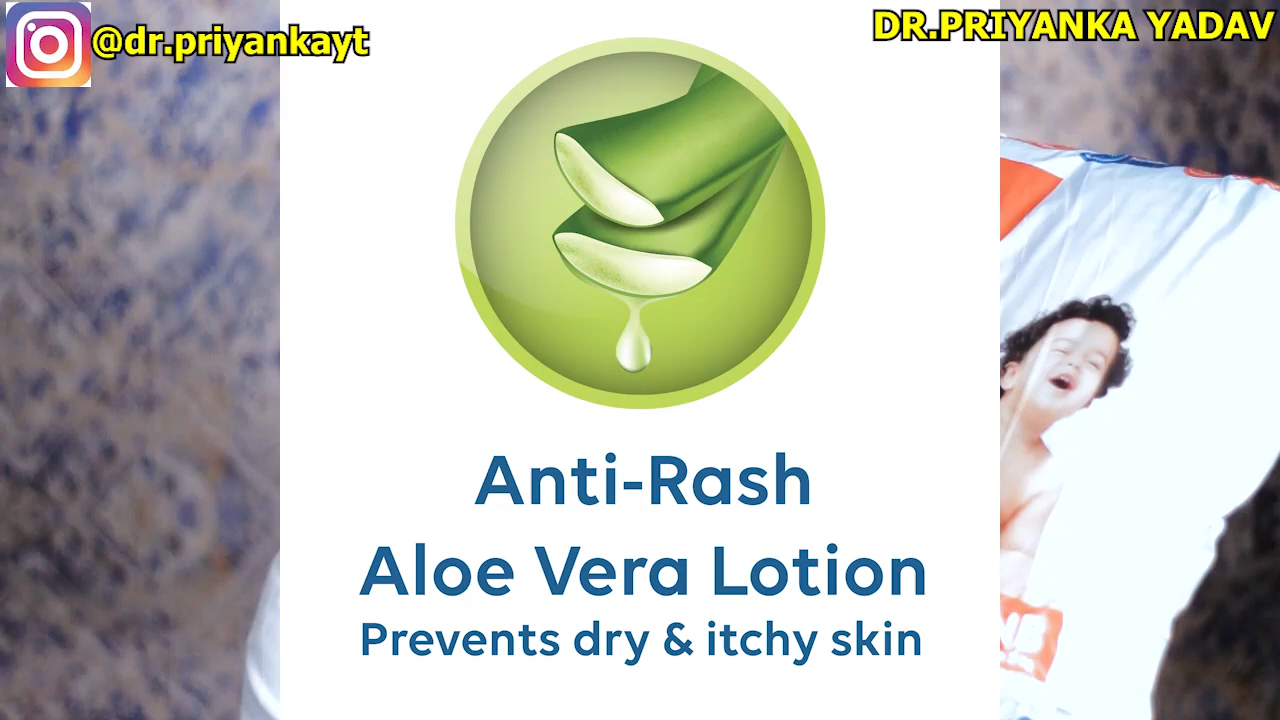 @dr.priyankayt
DR.PRIYANKA YADAV
Anti-Rash
Aloe Vera Lotion
Prevents dry & itchy skin